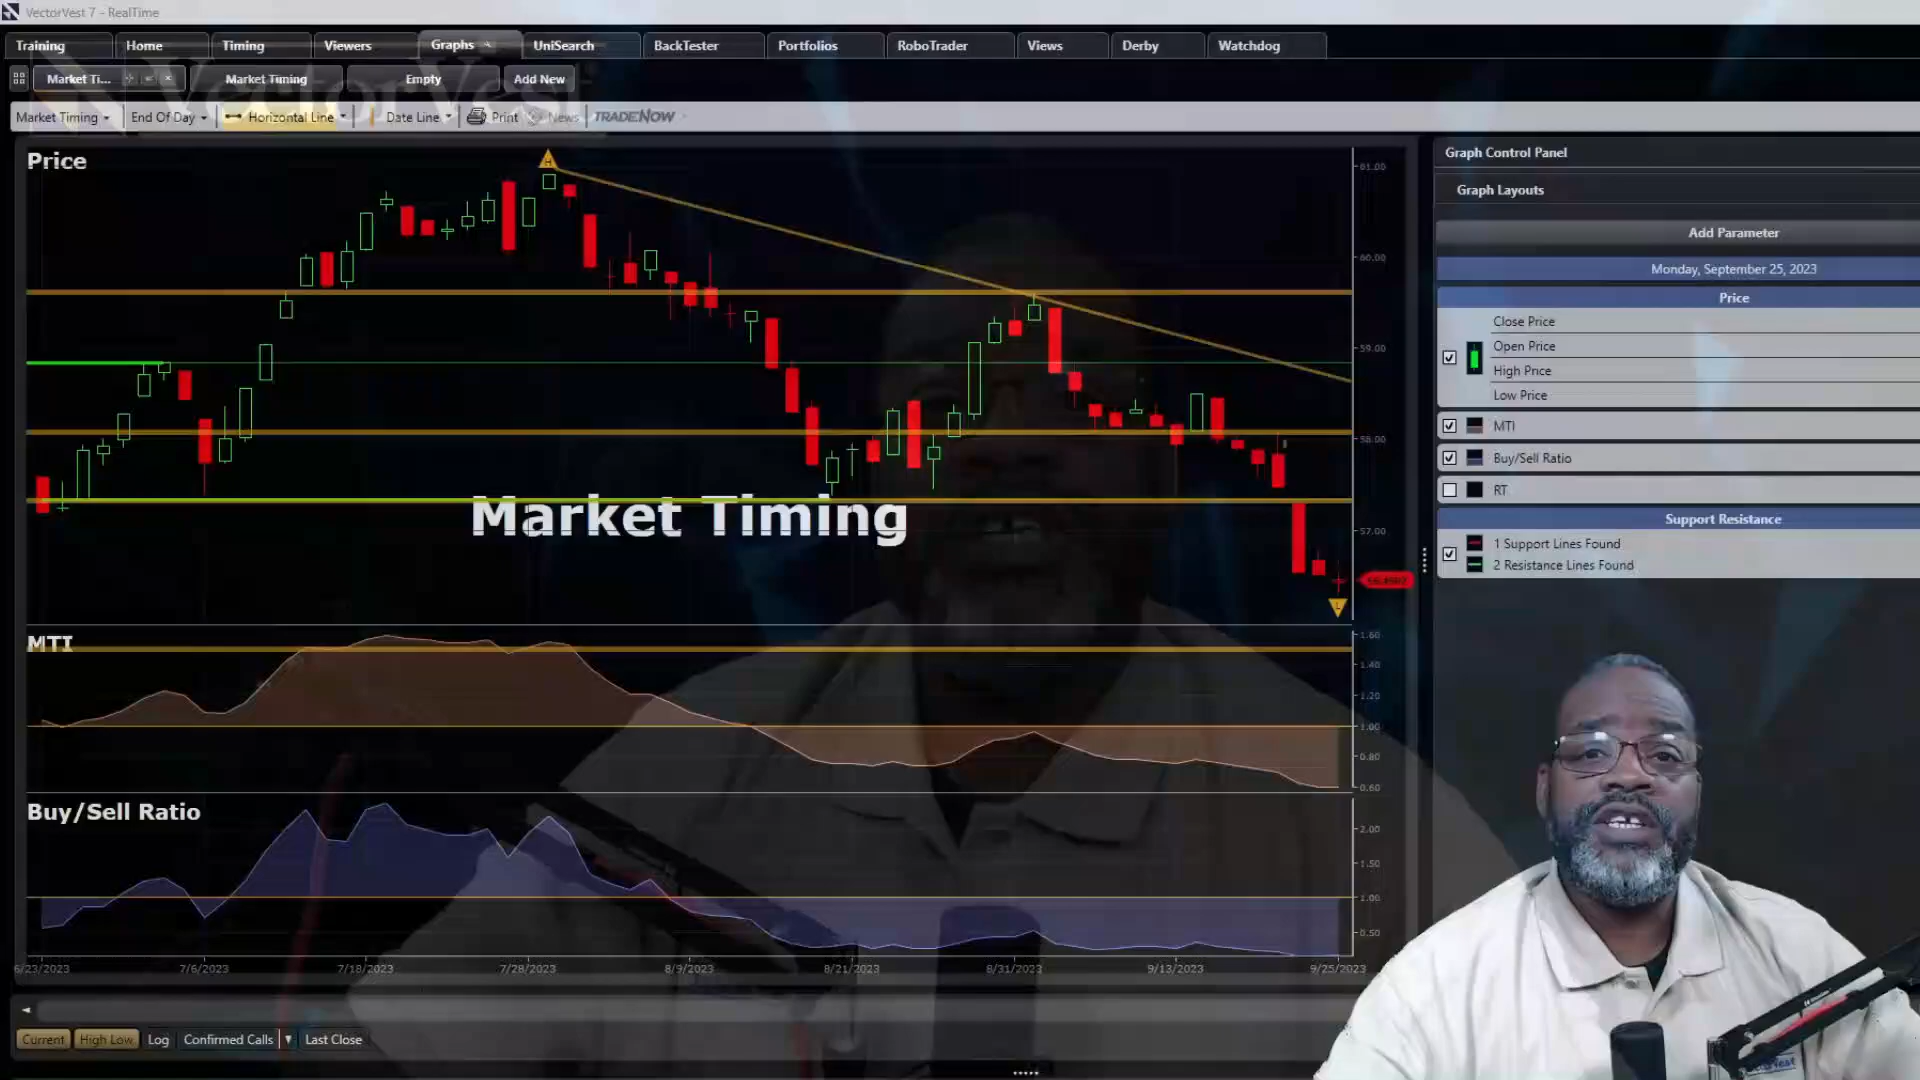 VectorVest 7 - RealTime
Training Home Timing Viewers Graphs UniSearch BackTester Portfolios RoboTrader Views Derby Watchdog
Market Ti... Market Timing Empty Add New
VectorVest
Market Timing End Of Day Horizontal Line Date Line Print News TRADENOW
Price
H
61.00
60.00
59.00
58.00
57.00
L
Market Timing
MTI
1.60
1.40
1.20
1.00
0.80
0.60
Buy/Sell Ratio
2.00
1.50
1.00
0.50
6/23/2023 7/6/2023 7/18/2023 7/28/2023 8/9/2023 8/21/2023 8/31/2023 9/13/2023 9/25/2023
Current High Low Log Confirmed Calls Last Close
Graph Control Panel
Graph Layouts
Add Parameter
Monday, September 25, 2023
Price
Close Price
Open Price
High Price
Low Price
MTI
Buy/Sell Ratio
RT
Support Resistance
1 Support Lines Found
2 Resistance Lines Found